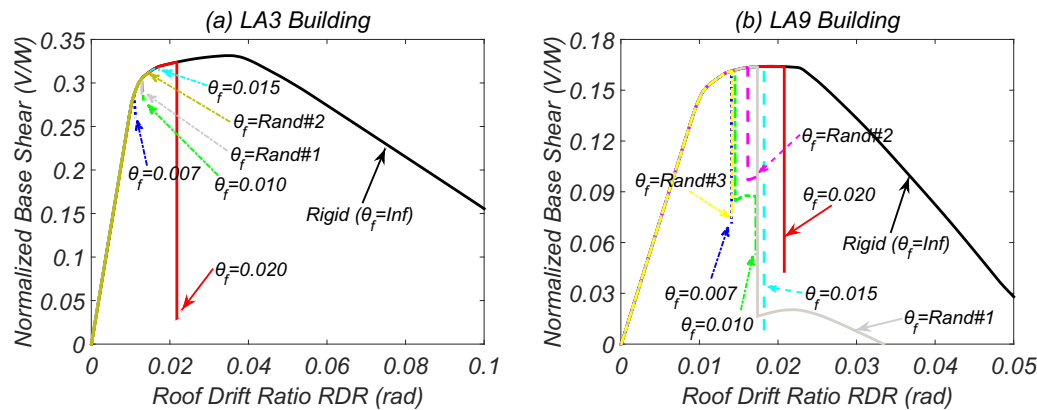 (a) LA3 Building
Normalized Base Shear (V/W)
0.35
0.3
0.25
0.2
0.15
0.1
0.05
0
0
0.02
0.04
0.06
0.08
0.1
Roof Drift Ratio RDR (rad)
θf=0.015
θf=Rand#2
θf=Rand#1
θf=0.007
θf=0.010
Rigid (θf=Inf)
θf=0.020
(b) LA9 Building
Normalized Base Shear (V/W)
0.18
0.15
0.12
0.09
0.06
0.03
0
0
0.01
0.02
0.03
0.04
0.05
Roof Drift Ratio RDR (rad)
θf=Rand#2
θf=Rand#3
θf=0.020
Rigid (θf=Inf)
θf=0.007
θf=0.015
θf=0.010
θf=Rand#1